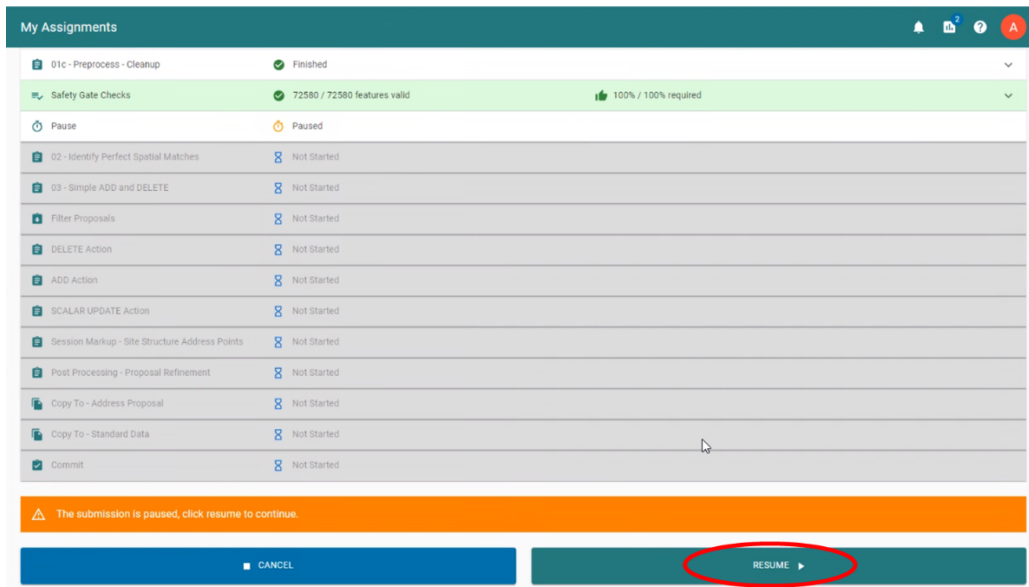 My Assignments 2 A
01c - Preprocess - Cleanup Finished
Safety Gate Checks 72580 / 72580 features valid 100% / 100% required
Pause Paused
02 - Identify Perfect Spatial Matches Not Started
03 - Simple ADD and DELETE Not Started
Filter Proposals Not Started
DELETE Action Not Started
ADD Action Not Started
SCALAR UPDATE Action Not Started
Session Markup - Site Structure Address Points Not Started
Post Processing - Proposal Refinement Not Started
Copy To - Address Proposal Not Started
Copy To - Standard Data Not Started
Commit Not Started
The submission is paused, click resume to continue.
CANCEL RESUME